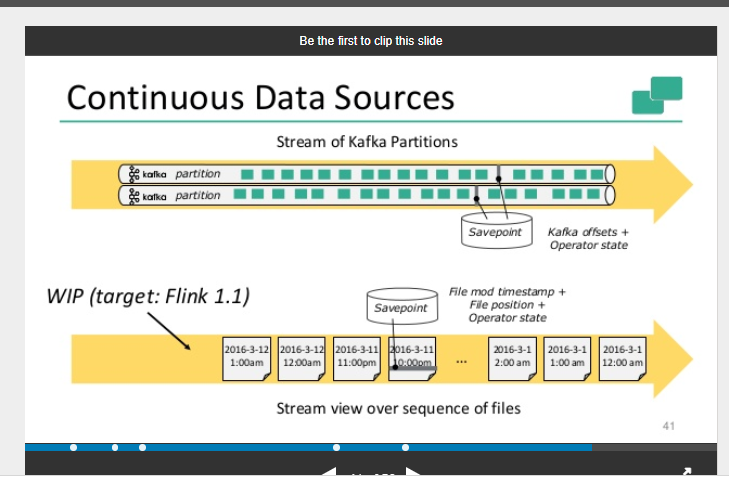 Be the first to clip this slide
Continuous Data Sources
Stream of Kafka Partitions
kafka partition
kafka partition
Savepoint
Kafka offsets +
Operator state
WIP (target: Flink 1.1)
Savepoint
File mod timestamp +
File position +
Operator state
2016-3-12
1:00am
2016-3-12
12:00am
2016-3-11
11:00pm
2016-3-11
10:00pm
...
2016-3-1
2:00 am
2016-3-1
1:00 am
2016-3-1
12:00 am
Stream view over sequence of files
41